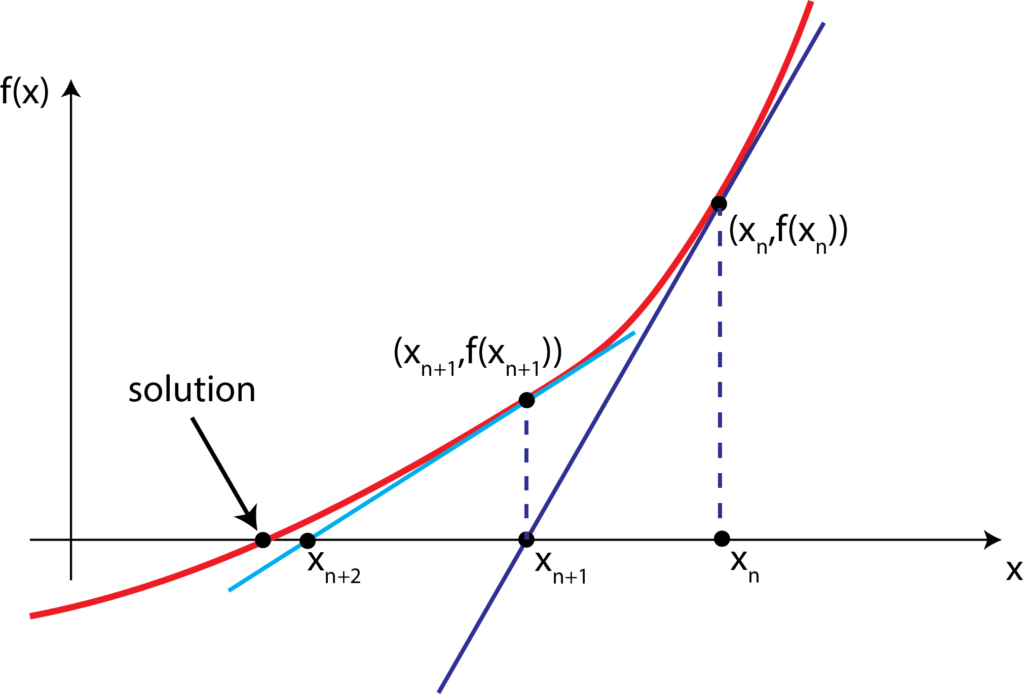 f(x)
(xₙ,f(xₙ))
(xₙ₊₁,f(xₙ₊₁))
solution
xₙ₊₂
xₙ₊₁
xₙ
x